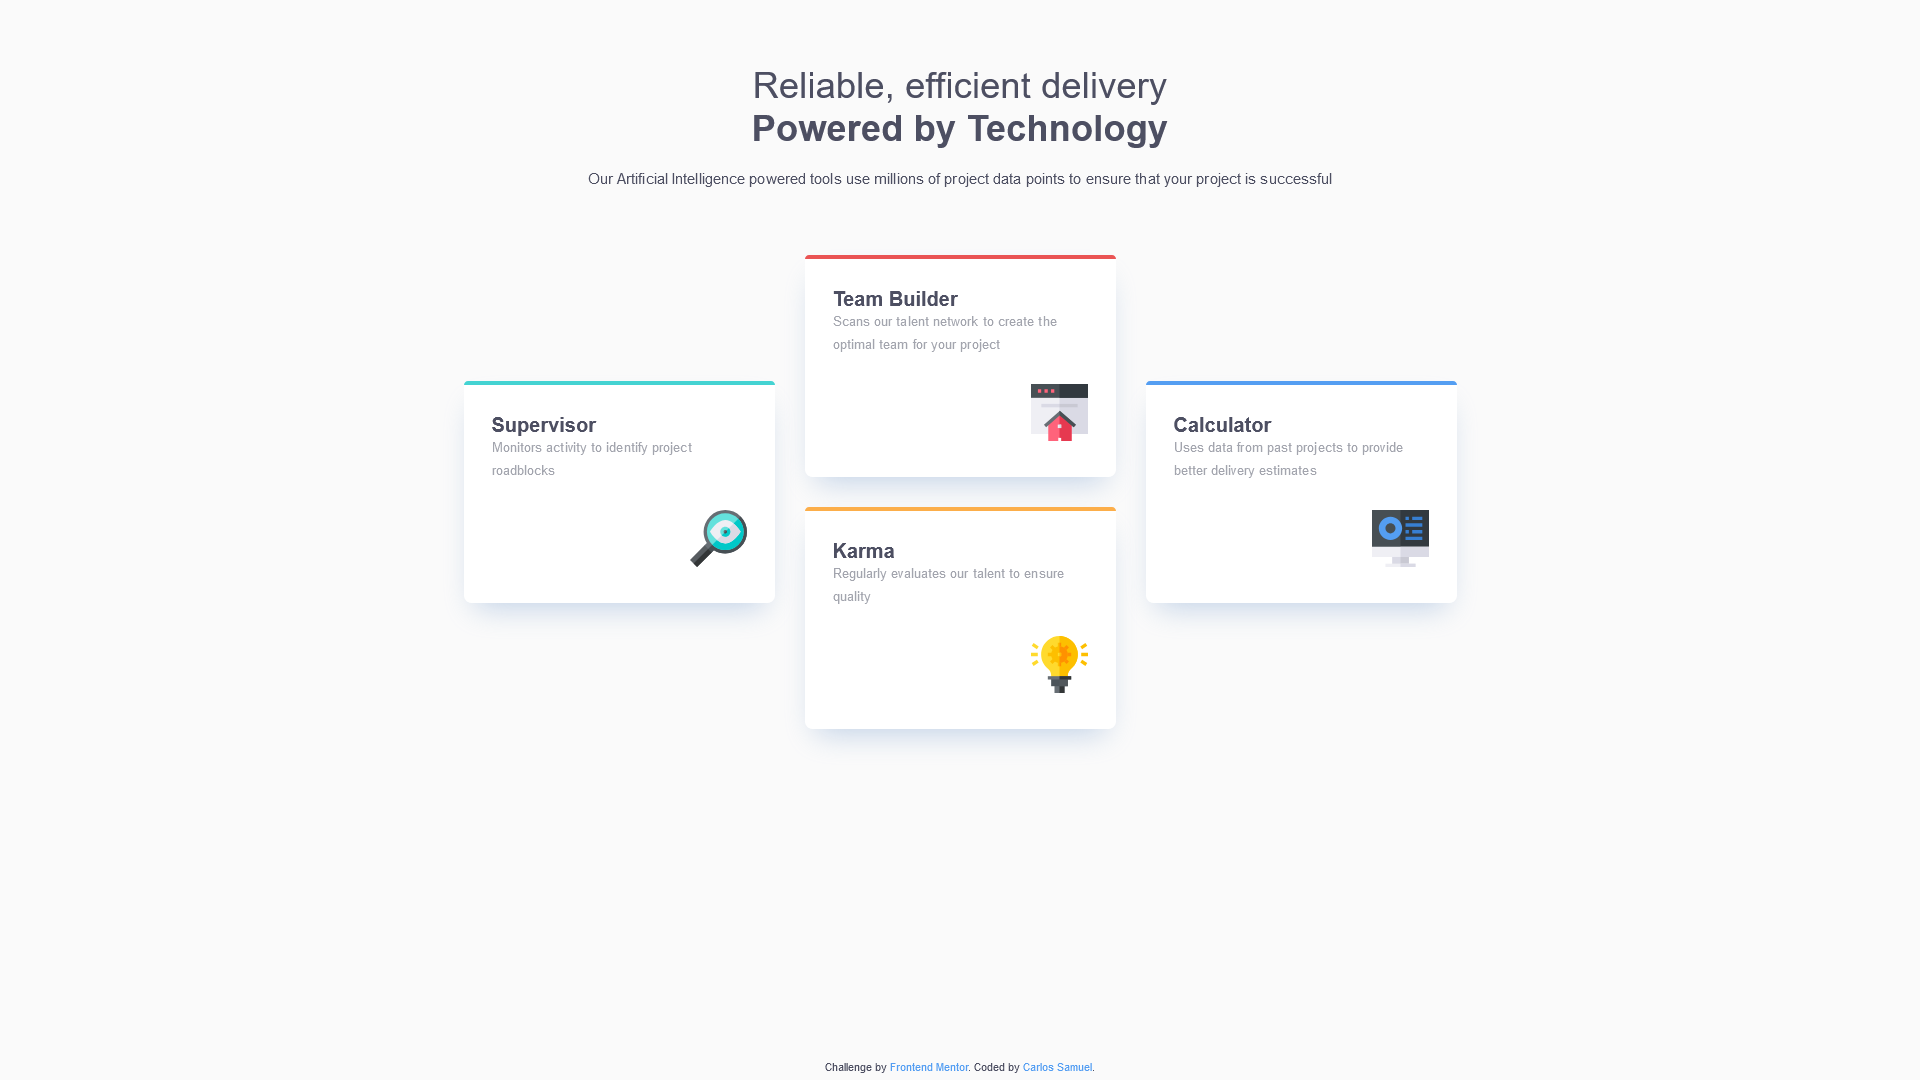 Reliable, efficient delivery
Powered by Technology
Our Artificial Intelligence powered tools use millions of project data points to ensure that your project is successful
Supervisor
Monitors activity to identify project
roadblocks
Team Builder
Scans our talent network to create the
optimal team for your project
Karma
Regularly evaluates our talent to ensure
quality
Calculator
Uses data from past projects to provide
better delivery estimates
Challenge by Frontend Mentor. Coded by Carlos Samuel.